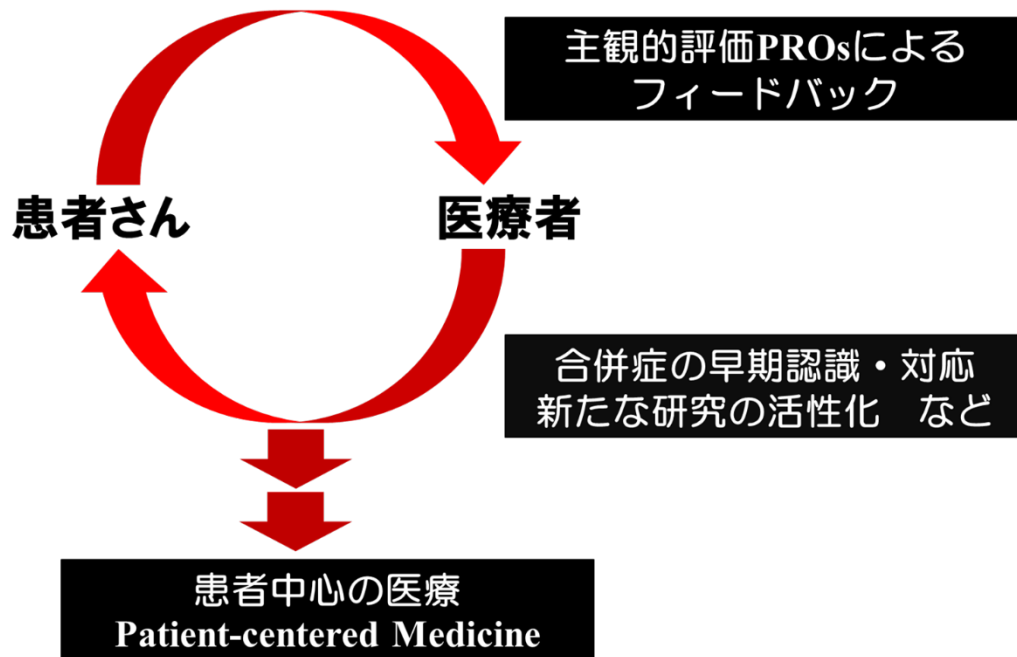 主観的評価PROsによる
フィードバック
患者さん
医療者
合併症の早期認識・対応
新たな研究の活性化　など
患者中心の医療
Patient-centered Medicine